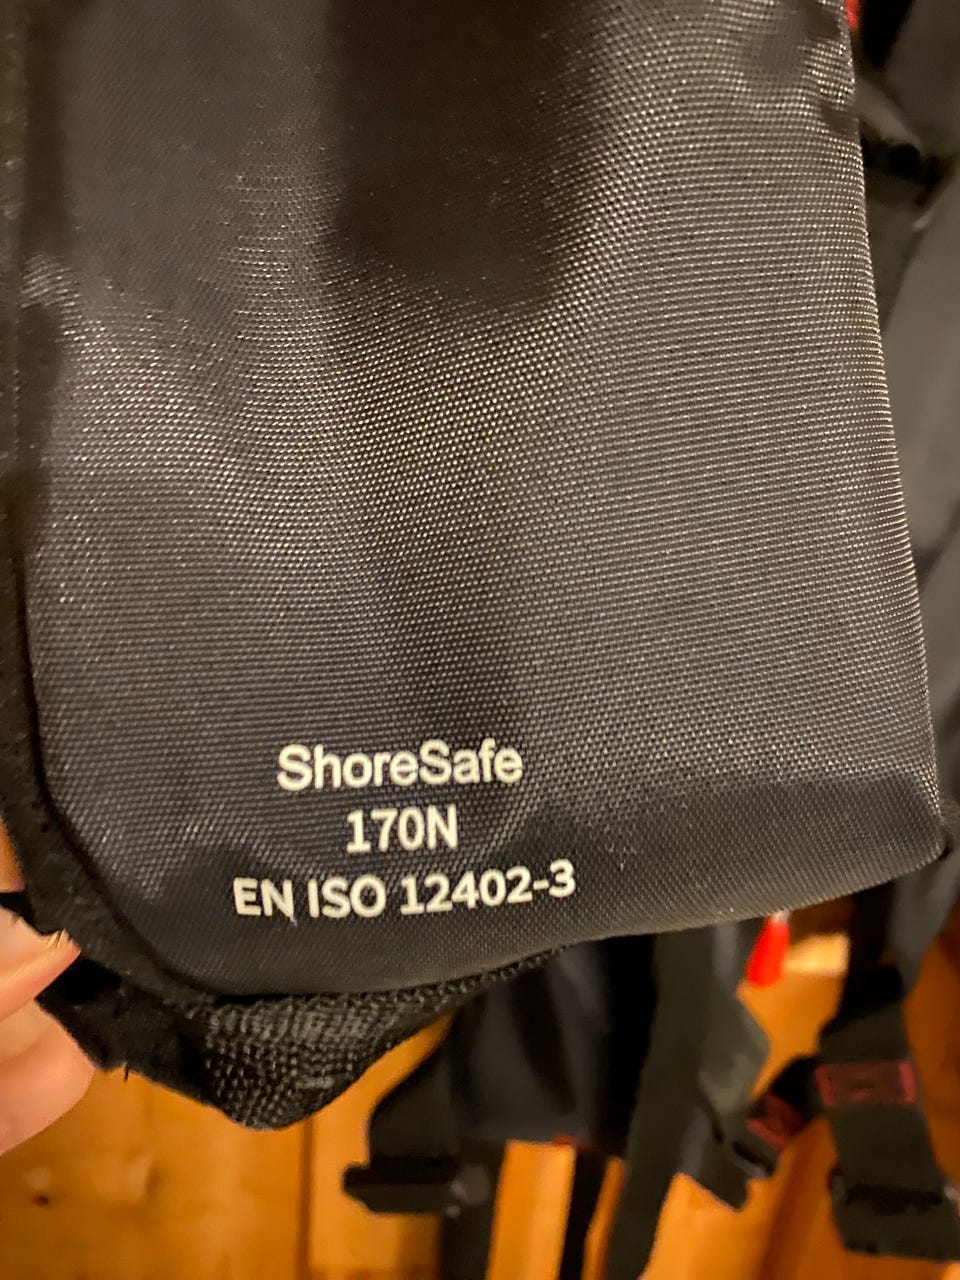 ShoreSafe
170N
EN ISO 12402-3